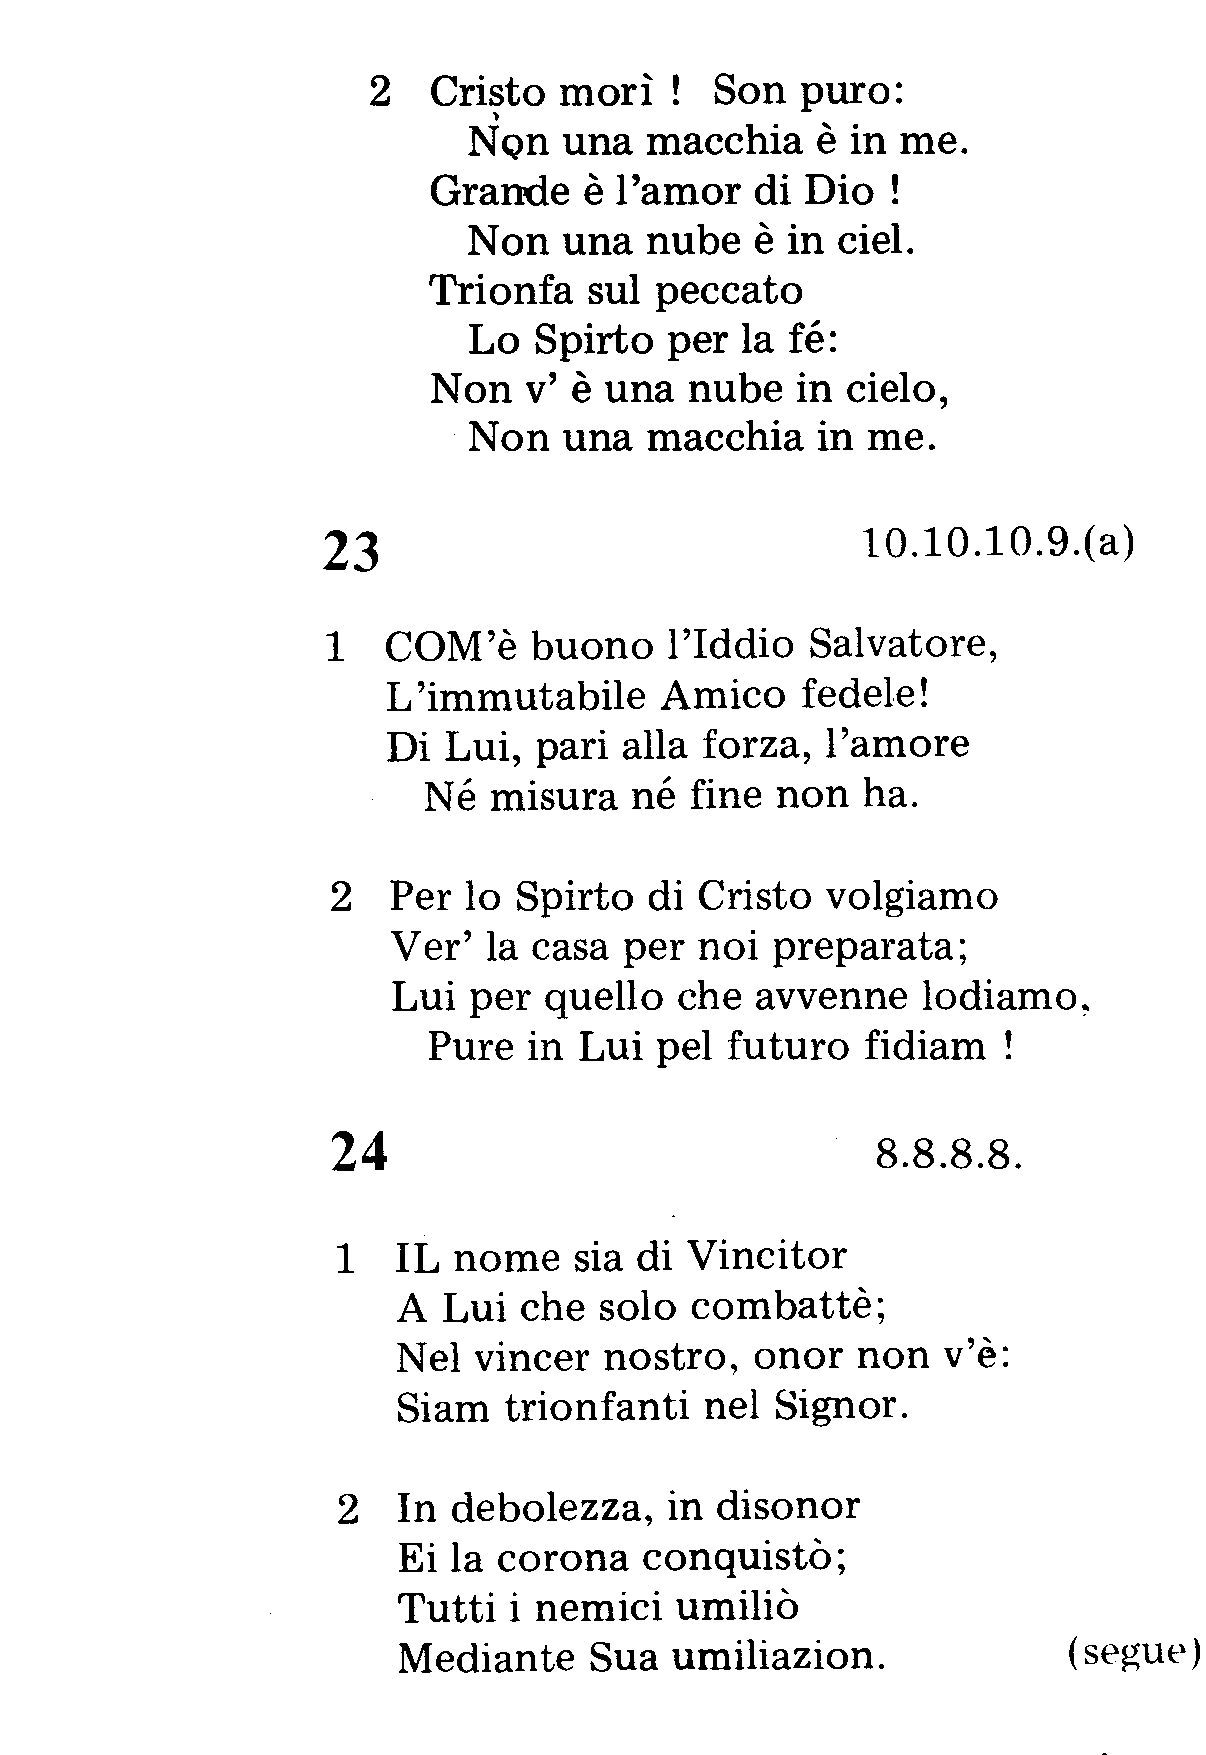 2 Cristo morì ! Son puro:
Non una macchia è in me.
Grande è l’amor di Dio !
Non una nube è in ciel.
Trionfa sul peccato
Lo Spirto per la fé:
Non v’ è una nube in cielo,
Non una macchia in me.
23 10.10.10.9.(a)
1 COM’è buono l’Iddio Salvatore,
L’immutabile Amico fedele!
Di Lui, pari alla forza, l’amore
Né misura né fine non ha.
2 Per lo Spirto di Cristo volgiamo
Ver’ la casa per noi preparata;
Lui per quello che avvenne lodiamo,
Pure in Lui pel futuro fidiam !
24 8.8.8.8.
1 IL nome sia di Vincitor
A Lui che solo combattè;
Nel vincer nostro, onor non v’è:
Siam trionfanti nel Signor.
2 In debolezza, in disonor
Ei la corona conquistò;
Tutti i nemici umiliò
Mediante Sua umiliazion. (segue)